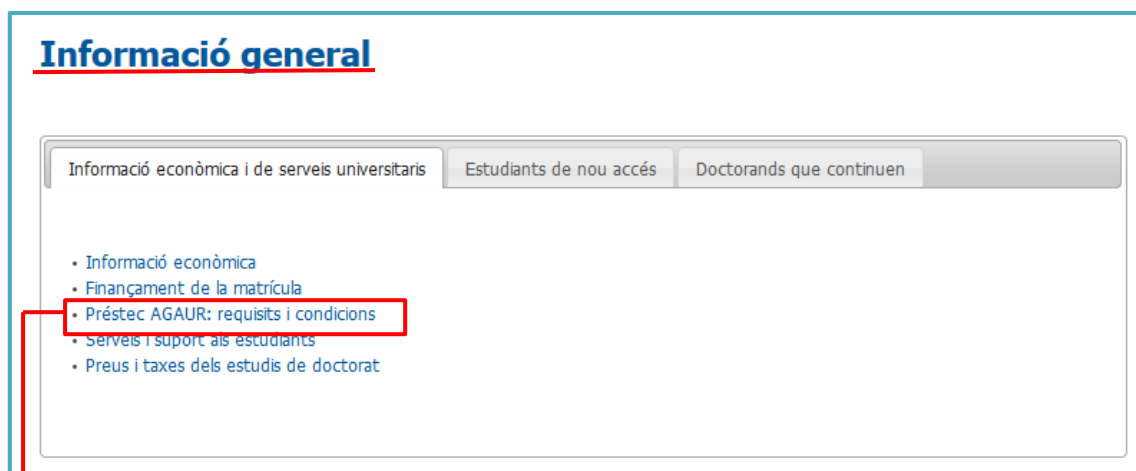 Informació general
Informació econòmica i de serveis universitaris
Estudiants de nou accés
Doctorands que continuen
Informació econòmica
Finançament de la matrícula
Préstec AGAUR: requisits i condicions
Serveis i suport als estudiants
Preus i taxes dels estudis de doctorat